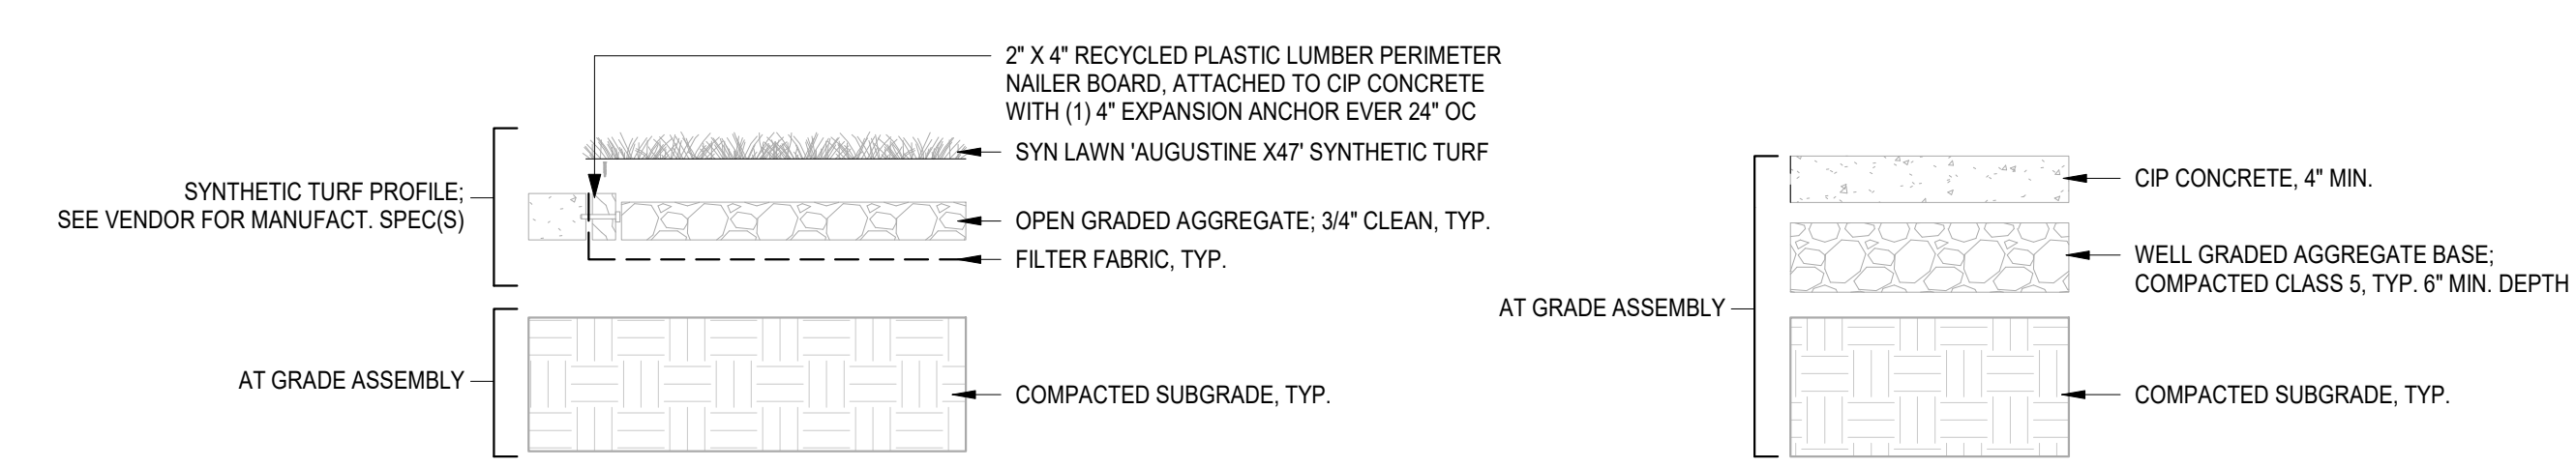 2" X 4" RECYCLED PLASTIC LUMBER PERIMETER
NAILER BOARD, ATTACHED TO CIP CONCRETE
WITH (1) 4" EXPANSION ANCHOR EVER 24" OC
SYN LAWN 'AUGUSTINE X47' SYNTHETIC TURF
SYNTHETIC TURF PROFILE;
SEE VENDOR FOR MANUFACT. SPEC(S)
OPEN GRADED AGGREGATE; 3/4" CLEAN, TYP.
FILTER FABRIC, TYP.
AT GRADE ASSEMBLY
COMPACTED SUBGRADE, TYP.
CIP CONCRETE, 4" MIN.
WELL GRADED AGGREGATE BASE;
COMPACTED CLASS 5, TYP. 6" MIN. DEPTH
AT GRADE ASSEMBLY
COMPACTED SUBGRADE, TYP.